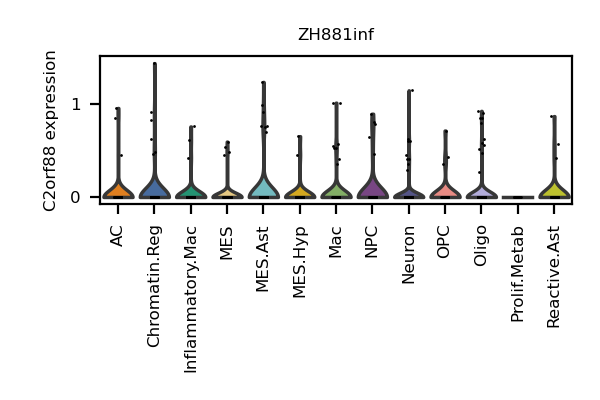 ZH881inf
C2orf88 expression
1
0
AC
Chromatin.Reg
Inflammatory.Mac
MES
MES.Ast
MES.Hyp
Mac
NPC
Neuron
OPC
Oligo
Prolif.Metab
Reactive.Ast